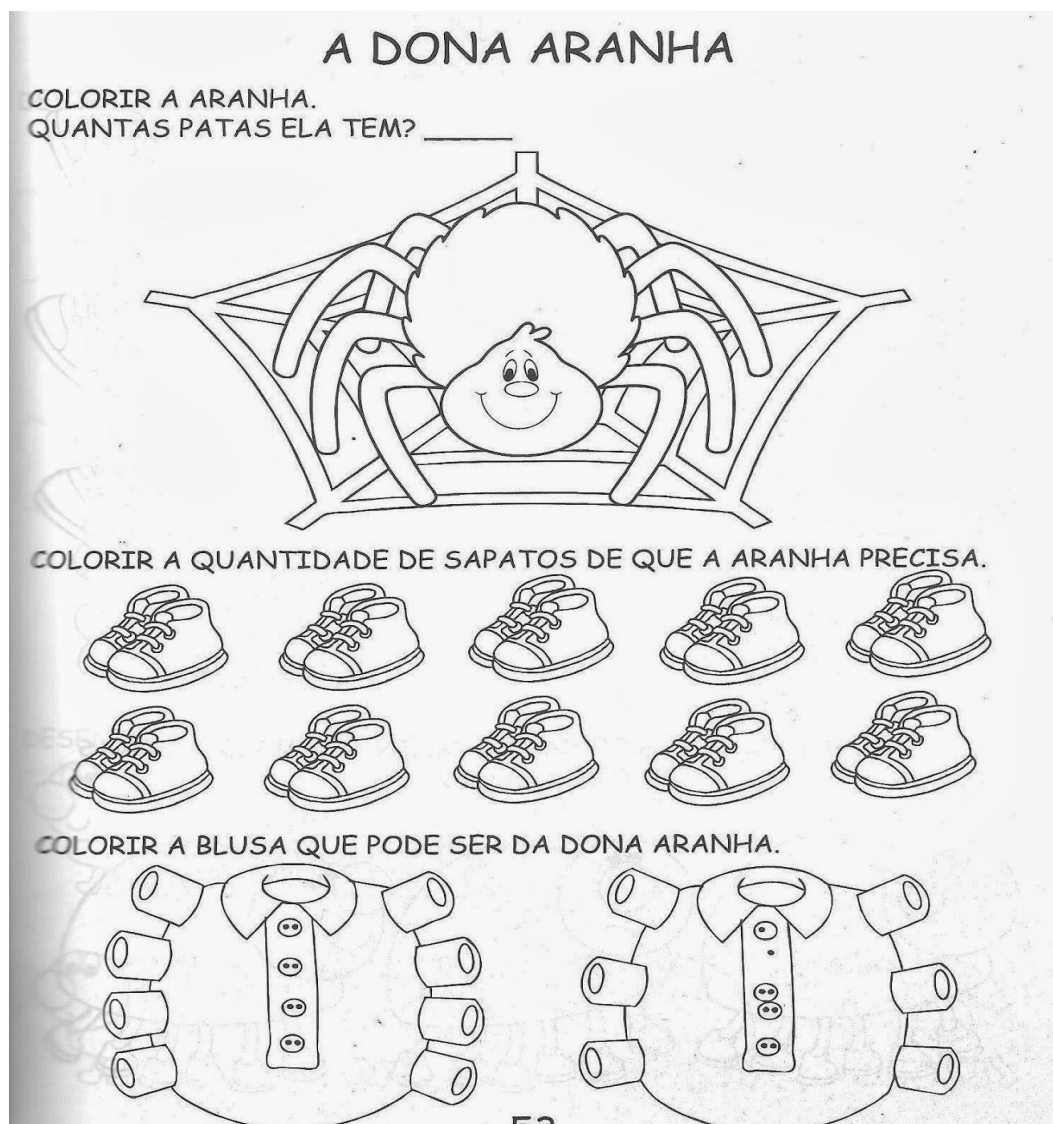 A DONA ARANHA
COLORIR A ARANHA.
QUANTAS PATAS ELA TEM? ______
COLORIR A QUANTIDADE DE SAPATOS DE QUE A ARANHA PRECISA.
COLORIR A BLUSA QUE PODE SER DA DONA ARANHA.